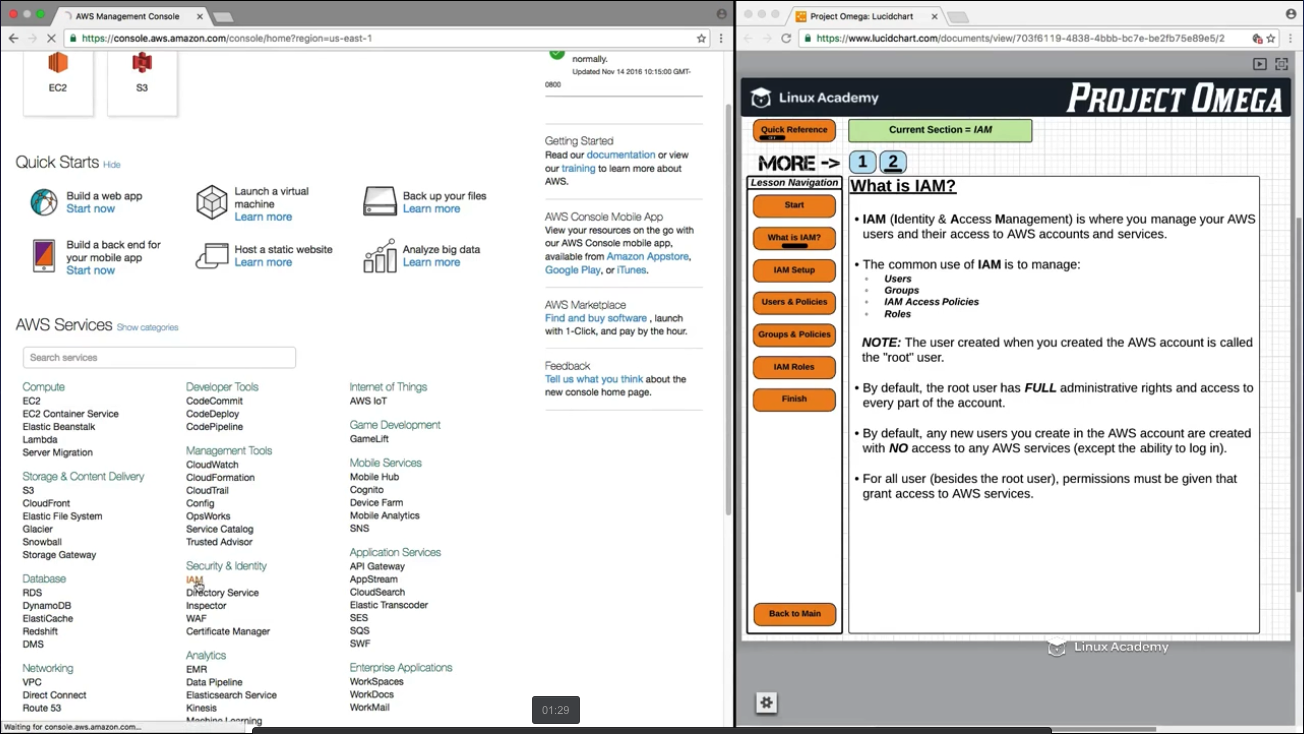 AWS Management Console
https://console.aws.amazon.com/console/home?region=us-east-1
EC2
S3
normally.
Updated Nov 14 2016 10:15:00 GMT-
0800
Quick Starts Hide
Build a web app
Start now
Launch a virtual
machine
Learn more
Back up your files
Learn more
Build a back end for
your mobile app
Start now
Host a static website
Learn more
Analyze big data
Learn more
Getting Started
Read our documentation or view
our training to learn more about
AWS.
AWS Console Mobile App
View your resources on the go with
our AWS Console mobile app,
available from Amazon Appstore,
Google Play, or iTunes.
AWS Marketplace
Find and buy software , launch
with 1-Click, and pay by the hour.
Feedback
Tell us what you think about the
new console home page.
AWS Services Show categories
Search services
Compute
EC2
EC2 Container Service
Elastic Beanstalk
Lambda
Server Migration
Storage & Content Delivery
S3
CloudFront
Elastic File System
Glacier
Snowball
Storage Gateway
Database
RDS
DynamoDB
ElastiCache
Redshift
DMS
Networking
VPC
Direct Connect
Route 53
Developer Tools
CodeCommit
CodeDeploy
CodePipeline
Management Tools
CloudWatch
CloudFormation
CloudTrail
Config
OpsWorks
Service Catalog
Trusted Advisor
Security & Identity
IAM
Directory Service
Inspector
WAF
Certificate Manager
Analytics
EMR
Data Pipeline
Elasticsearch Service
Kinesis
Machine Learning
Internet of Things
AWS IoT
Game Development
GameLift
Mobile Services
Mobile Hub
Cognito
Device Farm
Mobile Analytics
SNS
Application Services
API Gateway
AppStream
CloudSearch
Elastic Transcoder
SES
SQS
SWF
Enterprise Applications
WorkSpaces
WorkDocs
WorkMail
Waiting for console.aws.amazon.com...
01:29
Project Omega: Lucidchart
https://www.lucidchart.com/documents/view/703f6119-4838-4bbb-bc7e-be2fb75e89e5/2
Linux Academy
PROJECT OMEGA
Quick Reference
Current Section = IAM
MORE -> 1 2
Lesson Navigation
Start
What is IAM?
IAM Setup
Users & Policies
Groups & Policies
IAM Roles
Finish
Back to Main
What is IAM?
• IAM (Identity & Access Management) is where you manage your AWS
users and their access to AWS accounts and services.
• The common use of IAM is to manage:
Users
Groups
IAM Access Policies
Roles
NOTE: The user created when you created the AWS account is called
the "root" user.
• By default, the root user has FULL administrative rights and access to
every part of the account.
• By default, any new users you create in the AWS account are created
with NO access to any AWS services (except the ability to log in).
• For all user (besides the root user), permissions must be given that
grant access to AWS services.
Linux Academy